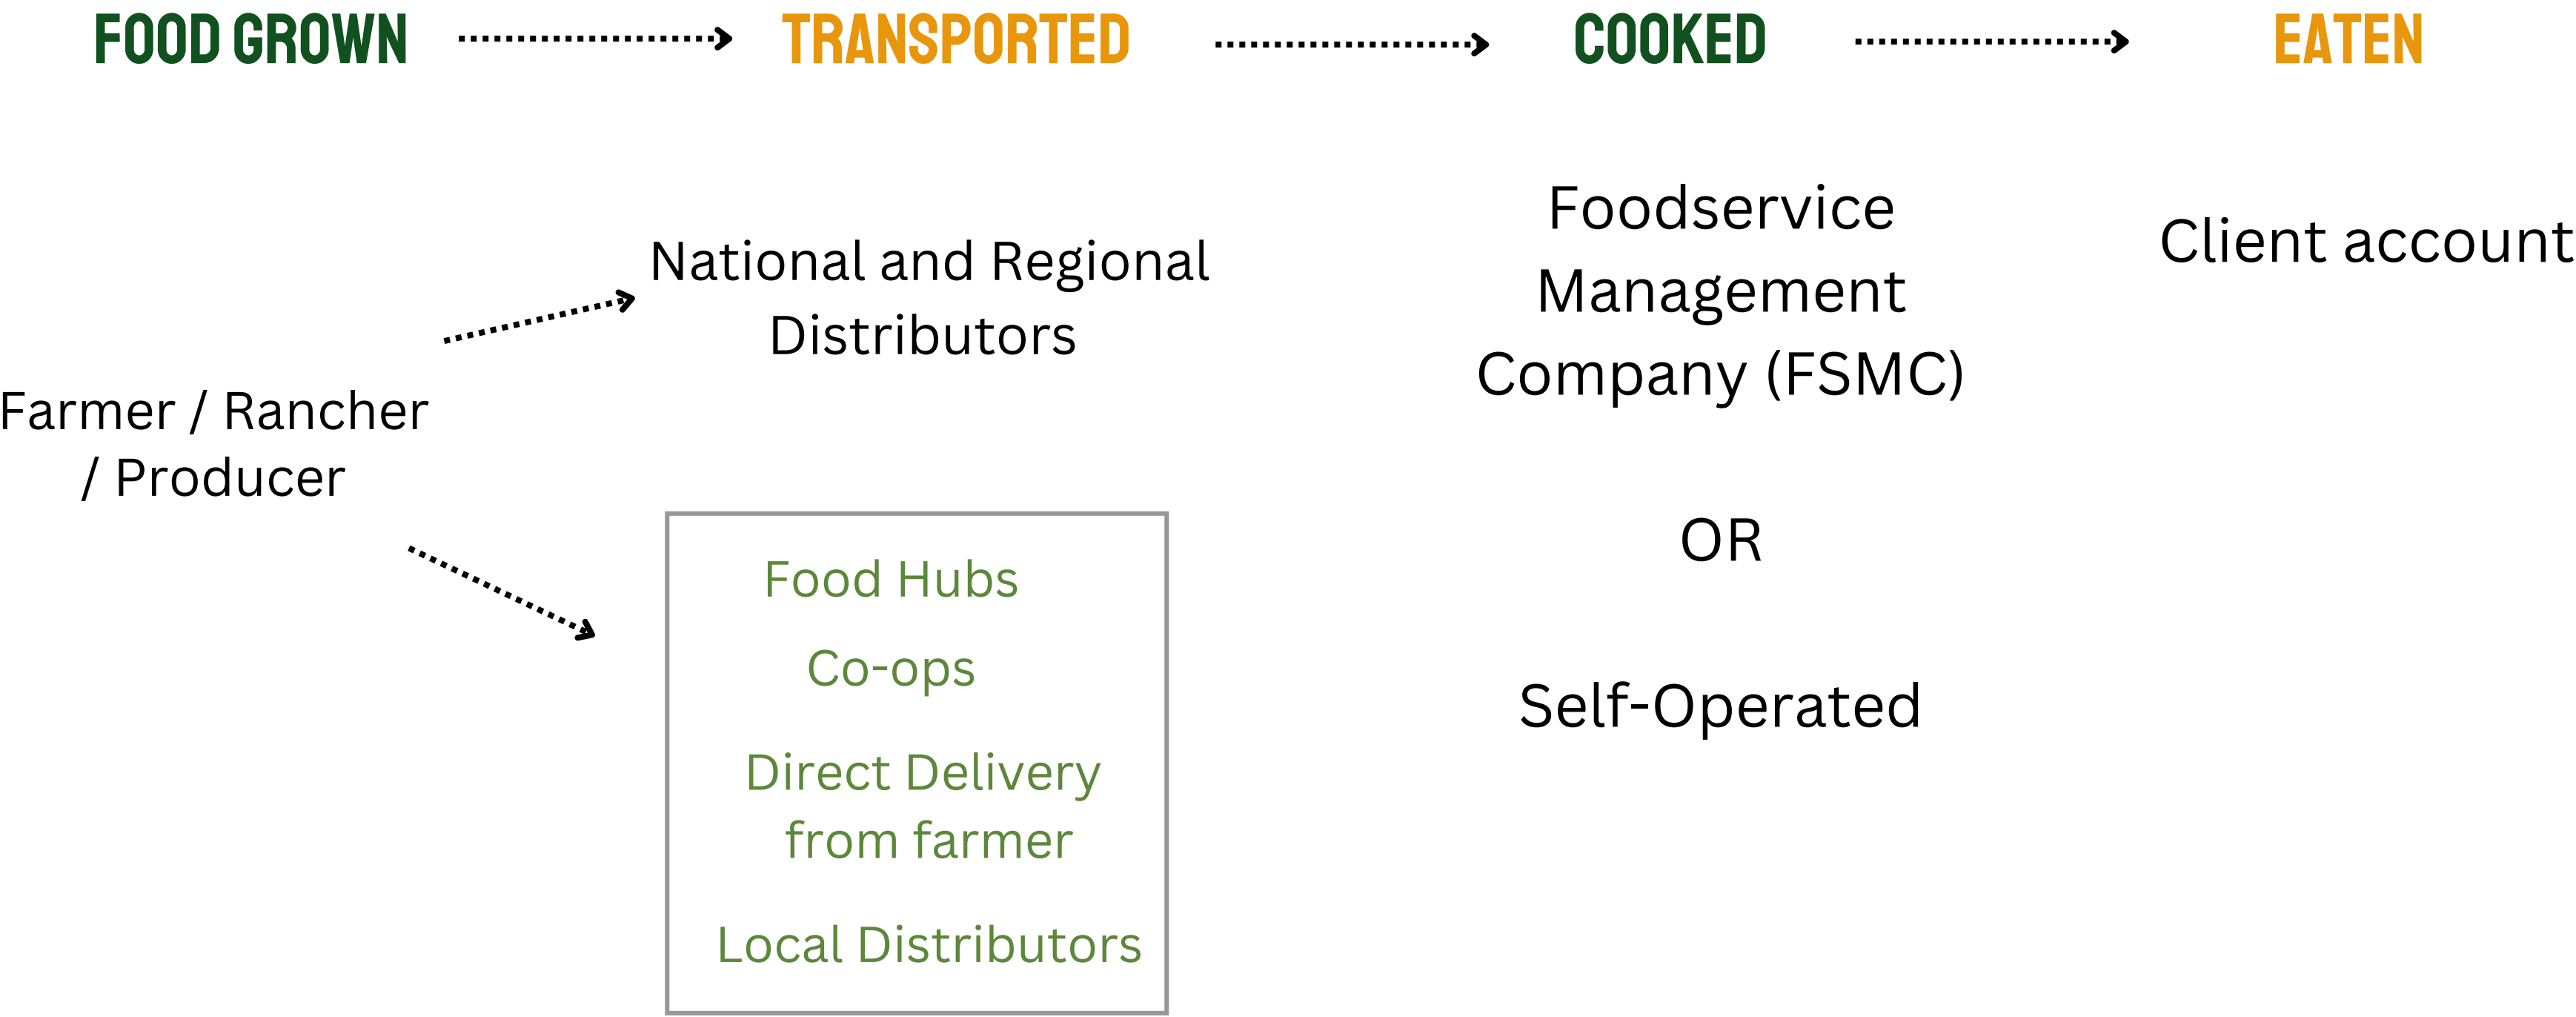 FOOD GROWN
TRANSPORTED
COOKED
EATEN
Farmer / Rancher
/ Producer
National and Regional
Distributors
Food Hubs
Co-ops
Direct Delivery
from farmer
Local Distributors
Foodservice
Management
Company (FSMC)
OR
Self-Operated
Client account